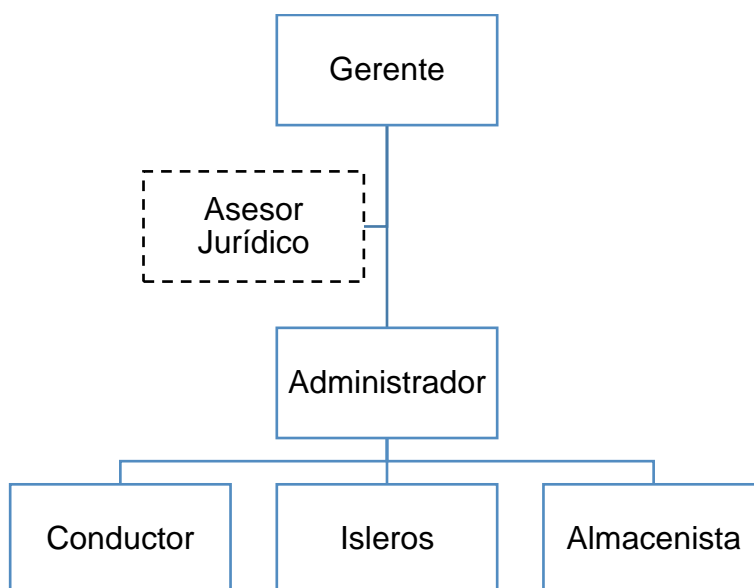 Gerente
Asesor
Jurídico
Administrador
Conductor
Isleros
Almacenista